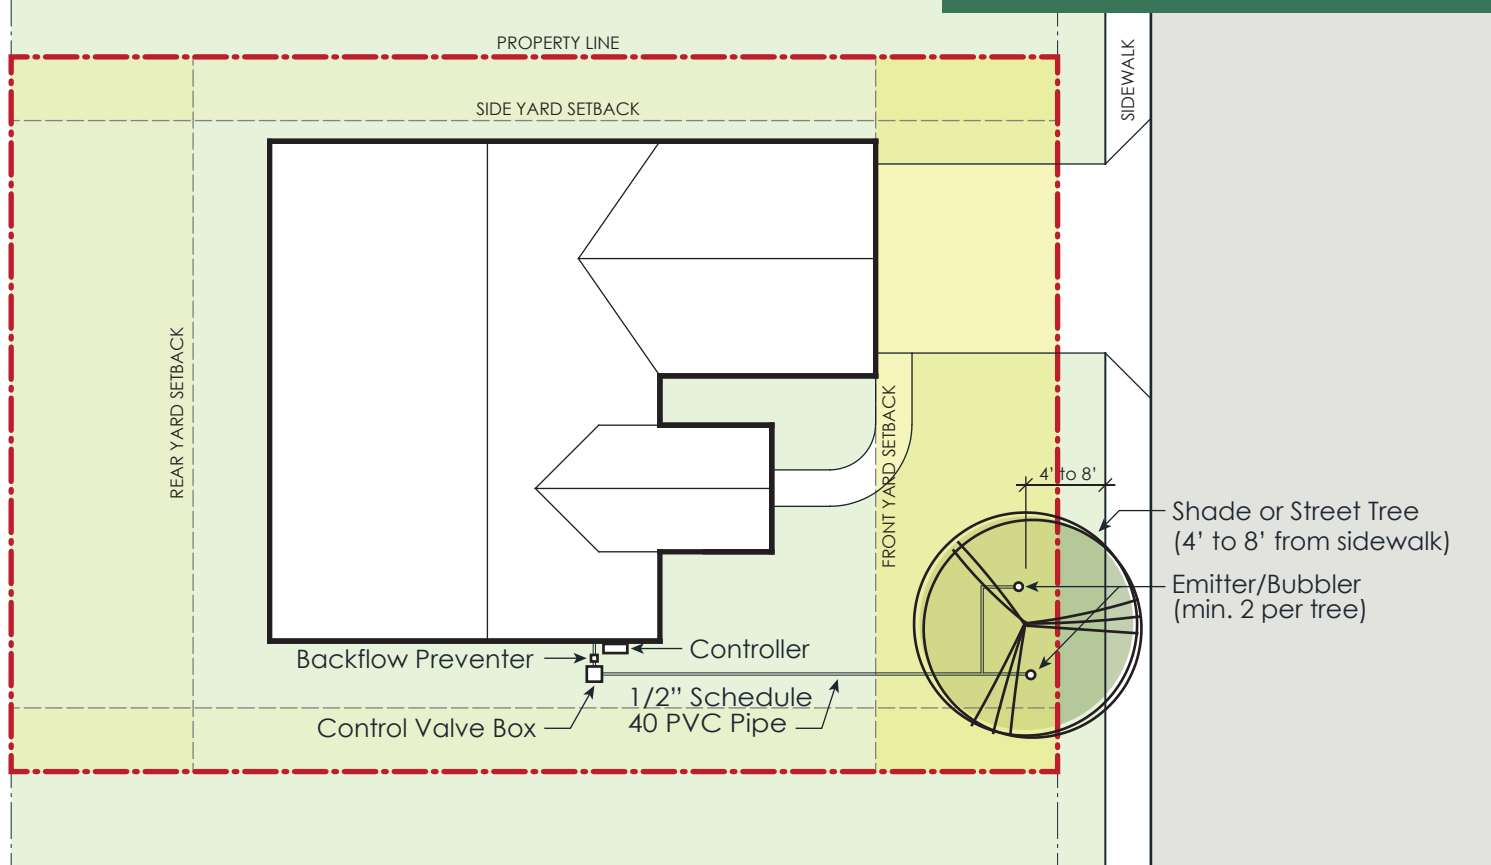 PROPERTY LINE
SIDE YARD SETBACK
SIDEWALK
REAR YARD SETBACK
FRONT YARD SETBACK
4’ to 8’
Shade or Street Tree
(4’ to 8’ from sidewalk)
Emitter/Bubbler
(min. 2 per tree)
Controller
Backflow Preventer
1/2” Schedule
40 PVC Pipe
Control Valve Box